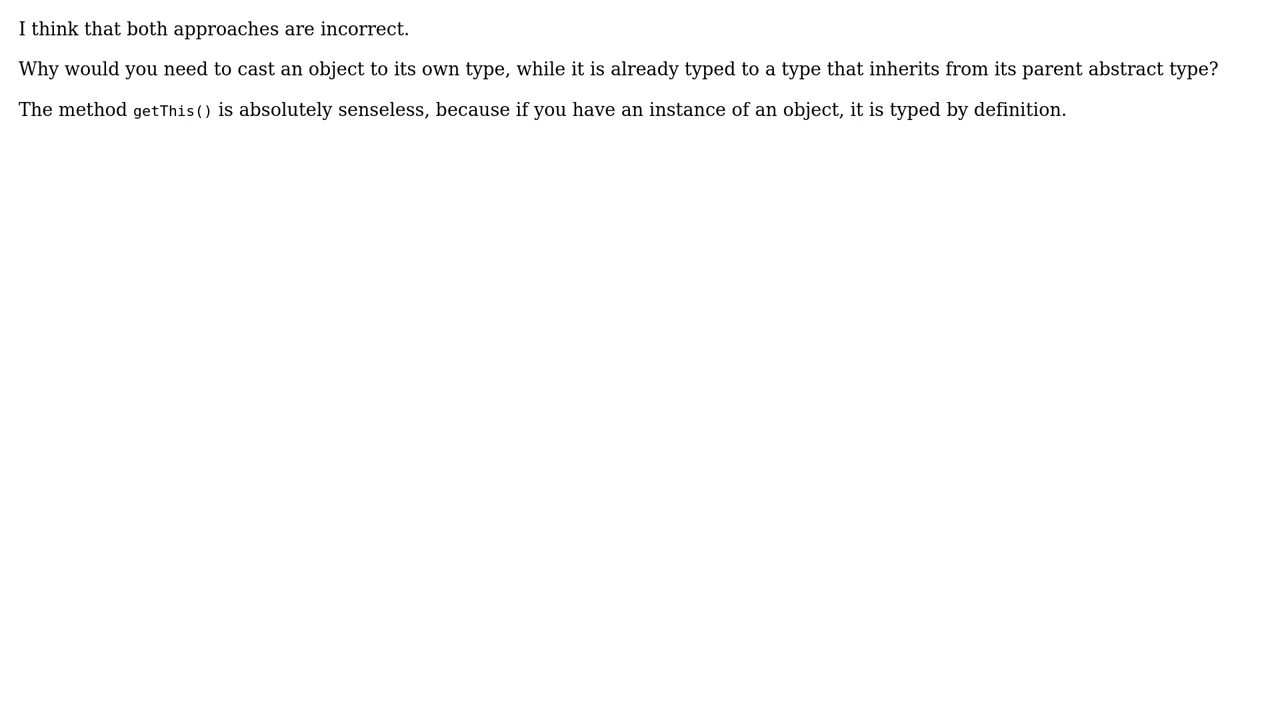 I think that both approaches are incorrect.
Why would you need to cast an object to its own type, while it is already typed to a type that inherits from its parent abstract type?
The method getThis() is absolutely senseless, because if you have an instance of an object, it is typed by definition.